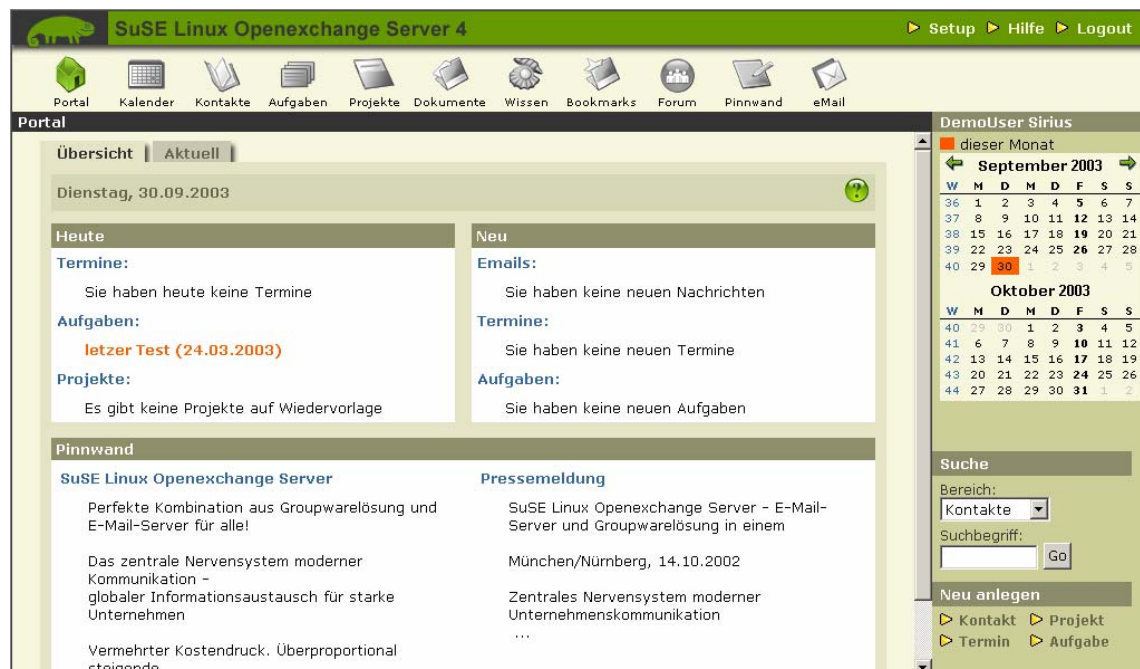 SuSE Linux Openexchange Server 4
Setup Hilfe Logout
Portal Kalender Kontakte Aufgaben Projekte Dokumente Wissen Bookmarks Forum Pinnwand eMail
Portal
Übersicht Aktuell
Dienstag, 30.09.2003
?
Heute
Termine:
Sie haben heute keine Termine
Aufgaben:
letzer Test (24.03.2003)
Projekte:
Es gibt keine Projekte auf Wiedervorlage
Neu
Emails:
Sie haben keine neuen Nachrichten
Termine:
Sie haben keine neuen Termine
Aufgaben:
Sie haben keine neuen Aufgaben
Pinnwand
SuSE Linux Openexchange Server
Perfekte Kombination aus Groupwarelösung und
E-Mail-Server für alle!
Das zentrale Nervensystem moderner
Kommunikation -
globaler Informationsaustausch für starke
Unternehmen
Vermehrter Kostendruck. Überproportional
steigende
Pressemeldung
SuSE Linux Openexchange Server - E-Mail-
Server und Groupwarelösung in einem
München/Nürnberg, 14.10.2002
Zentrales Nervensystem moderner
Unternehmenskommunikation
...
DemoUser Sirius
dieser Monat
September 2003
W M D M D F S S
36 1 2 3 4 5 6 7
37 8 9 10 11 12 13 14
38 15 16 17 18 19 20 21
39 22 23 24 25 26 27 28
40 29 30 1 2 3 4 5
Oktober 2003
W M D M D F S S
40 29 30 1 2 3 4 5
41 6 7 8 9 10 11 12
42 13 14 15 16 17 18 19
43 20 21 22 23 24 25 26
44 27 28 29 30 31 1 2
Suche
Bereich:
Kontakte
Suchbegriff:
Go
Neu anlegen
Kontakt Projekt
Termin Aufgabe